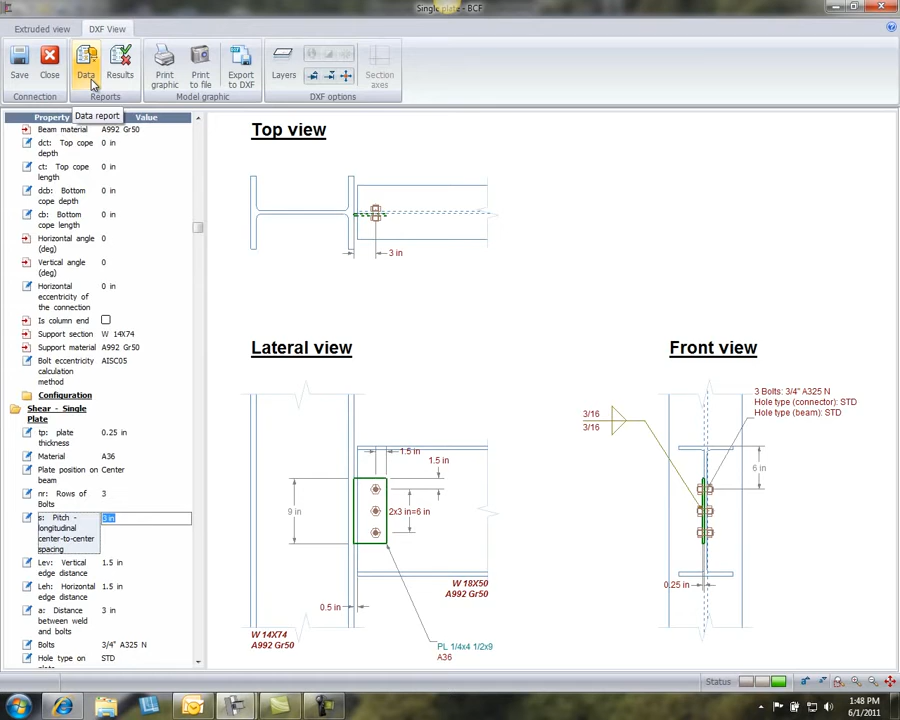 Single plate - BCF
Extruded view
DXF View
Save
Close
Data
Results
Print graphic
Print to file
Export to DXF
Layers
Section axes
Connection
Reports
Model graphic
DXF options
Data report
Property
Value
Beam material A992 Gr50
dct: Top cope depth 0 in
ct: Top cope length 0 in
dcb: Bottom cope depth 0 in
cb: Bottom cope length 0 in
Horizontal angle (deg) 0
Vertical angle (deg) 0
Horizontal eccentricity of the connection 0 in
Is column end
Support section W 14X74
Support material A992 Gr50
Bolt eccentricity calculation method AISC05
Configuration
Shear - Single Plate
tp: plate thickness 0.25 in
Material A36
Plate position on beam Center
nr: Rows of Bolts 3
s: Pitch - longitudinal center-to-center spacing 3 in
Lev: Vertical edge distance 1.5 in
Leh: Horizontal edge distance 1.5 in
a: Distance between weld and bolts 3 in
Bolts 3/4" A325 N
Hole type on STD
Top view
3 in
Lateral view
1.5 in
1.5 in
9 in
2x3 in=6 in
W 18X50
A992 Gr50
0.5 in
W 14X74
A992 Gr50
PL 1/4x4 1/2x9
A36
Front view
3 Bolts: 3/4" A325 N
Hole type (connector): STD
Hole type (beam): STD
3/16
3/16
6 in
0.25 in
Status
1:48 PM
6/1/2011